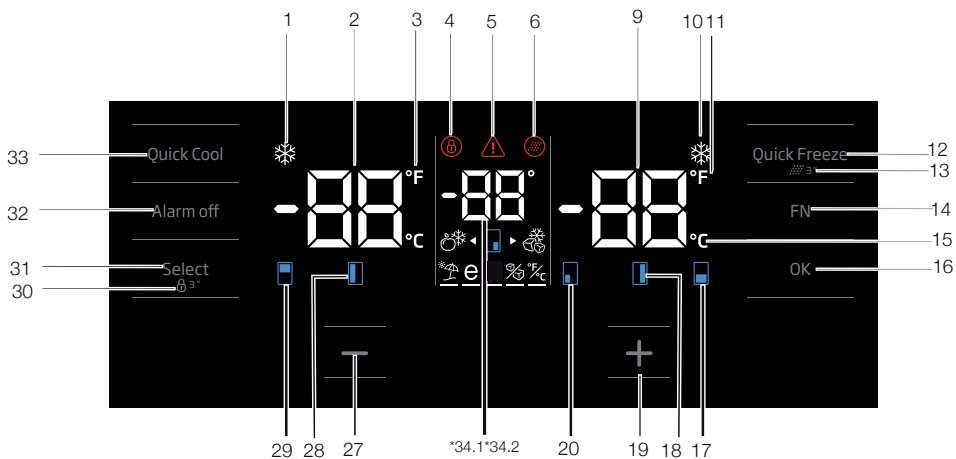 1 2 3 4 5 6 9 10 11
33 Quick Cool
-88 °F °C
-88 °
-88 °F °C
Quick Freeze 12
3" 13
32 Alarm off
FN 14
15
31 Select
30 3"
e % °F/°C
OK 16
29 28 27 *34.1*34.2 20 19 18 17